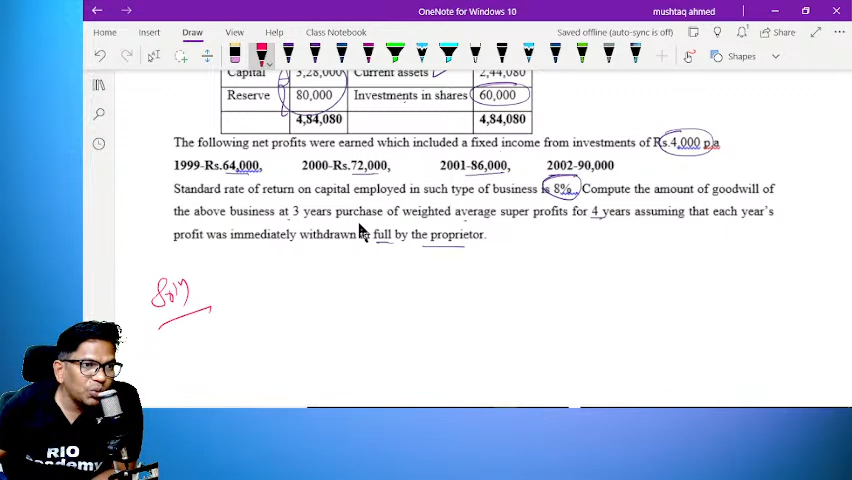 OneNote for Windows 10
mushtaq ahmed
Home Insert Draw View Help Class Notebook Saved offline (auto-sync is off) Share
Shapes
Capital 3,28,000 Current assets 2,44,080
Reserve 80,000 Investments in shares 60,000
4,84,080 4,84,080
The following net profits were earned which included a fixed income from investments of Rs.4,000 p.a
1999-Rs.64,000, 2000-Rs.72,000, 2001-86,000, 2002-90,000
Standard rate of return on capital employed in such type of business is 8%. Compute the amount of goodwill of
the above business at 3 years purchase of weighted average super profits for 4 years assuming that each year's
profit was immediately withdrawn in full by the proprietor.
RIO
Academy